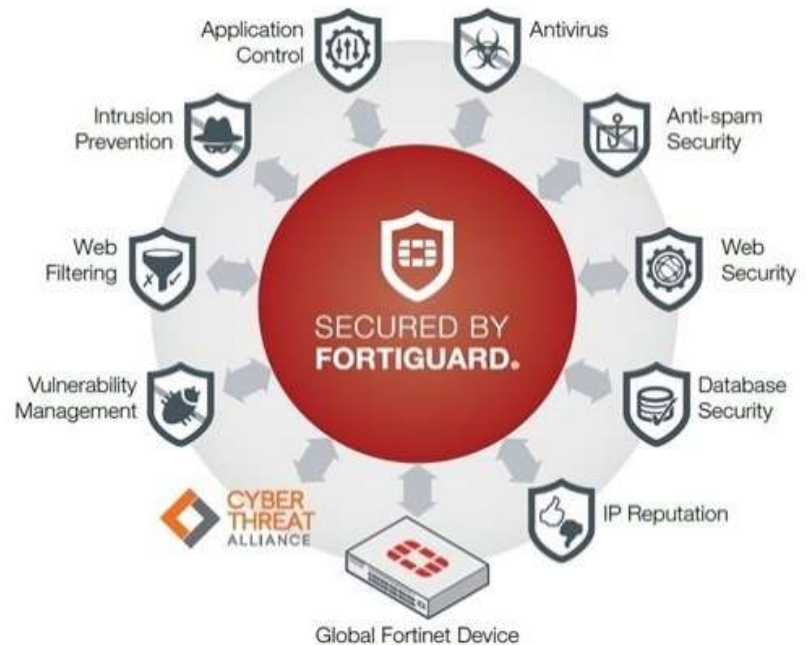 Application
Control
Antivirus
Intrusion
Prevention
Anti-spam
Security
Web
Filtering
SECURED BY
FORTIGUARD®
Web
Security
Vulnerability
Management
Database
Security
CYBER
THREAT
ALLIANCE
IP Reputation
Global Fortinet Device